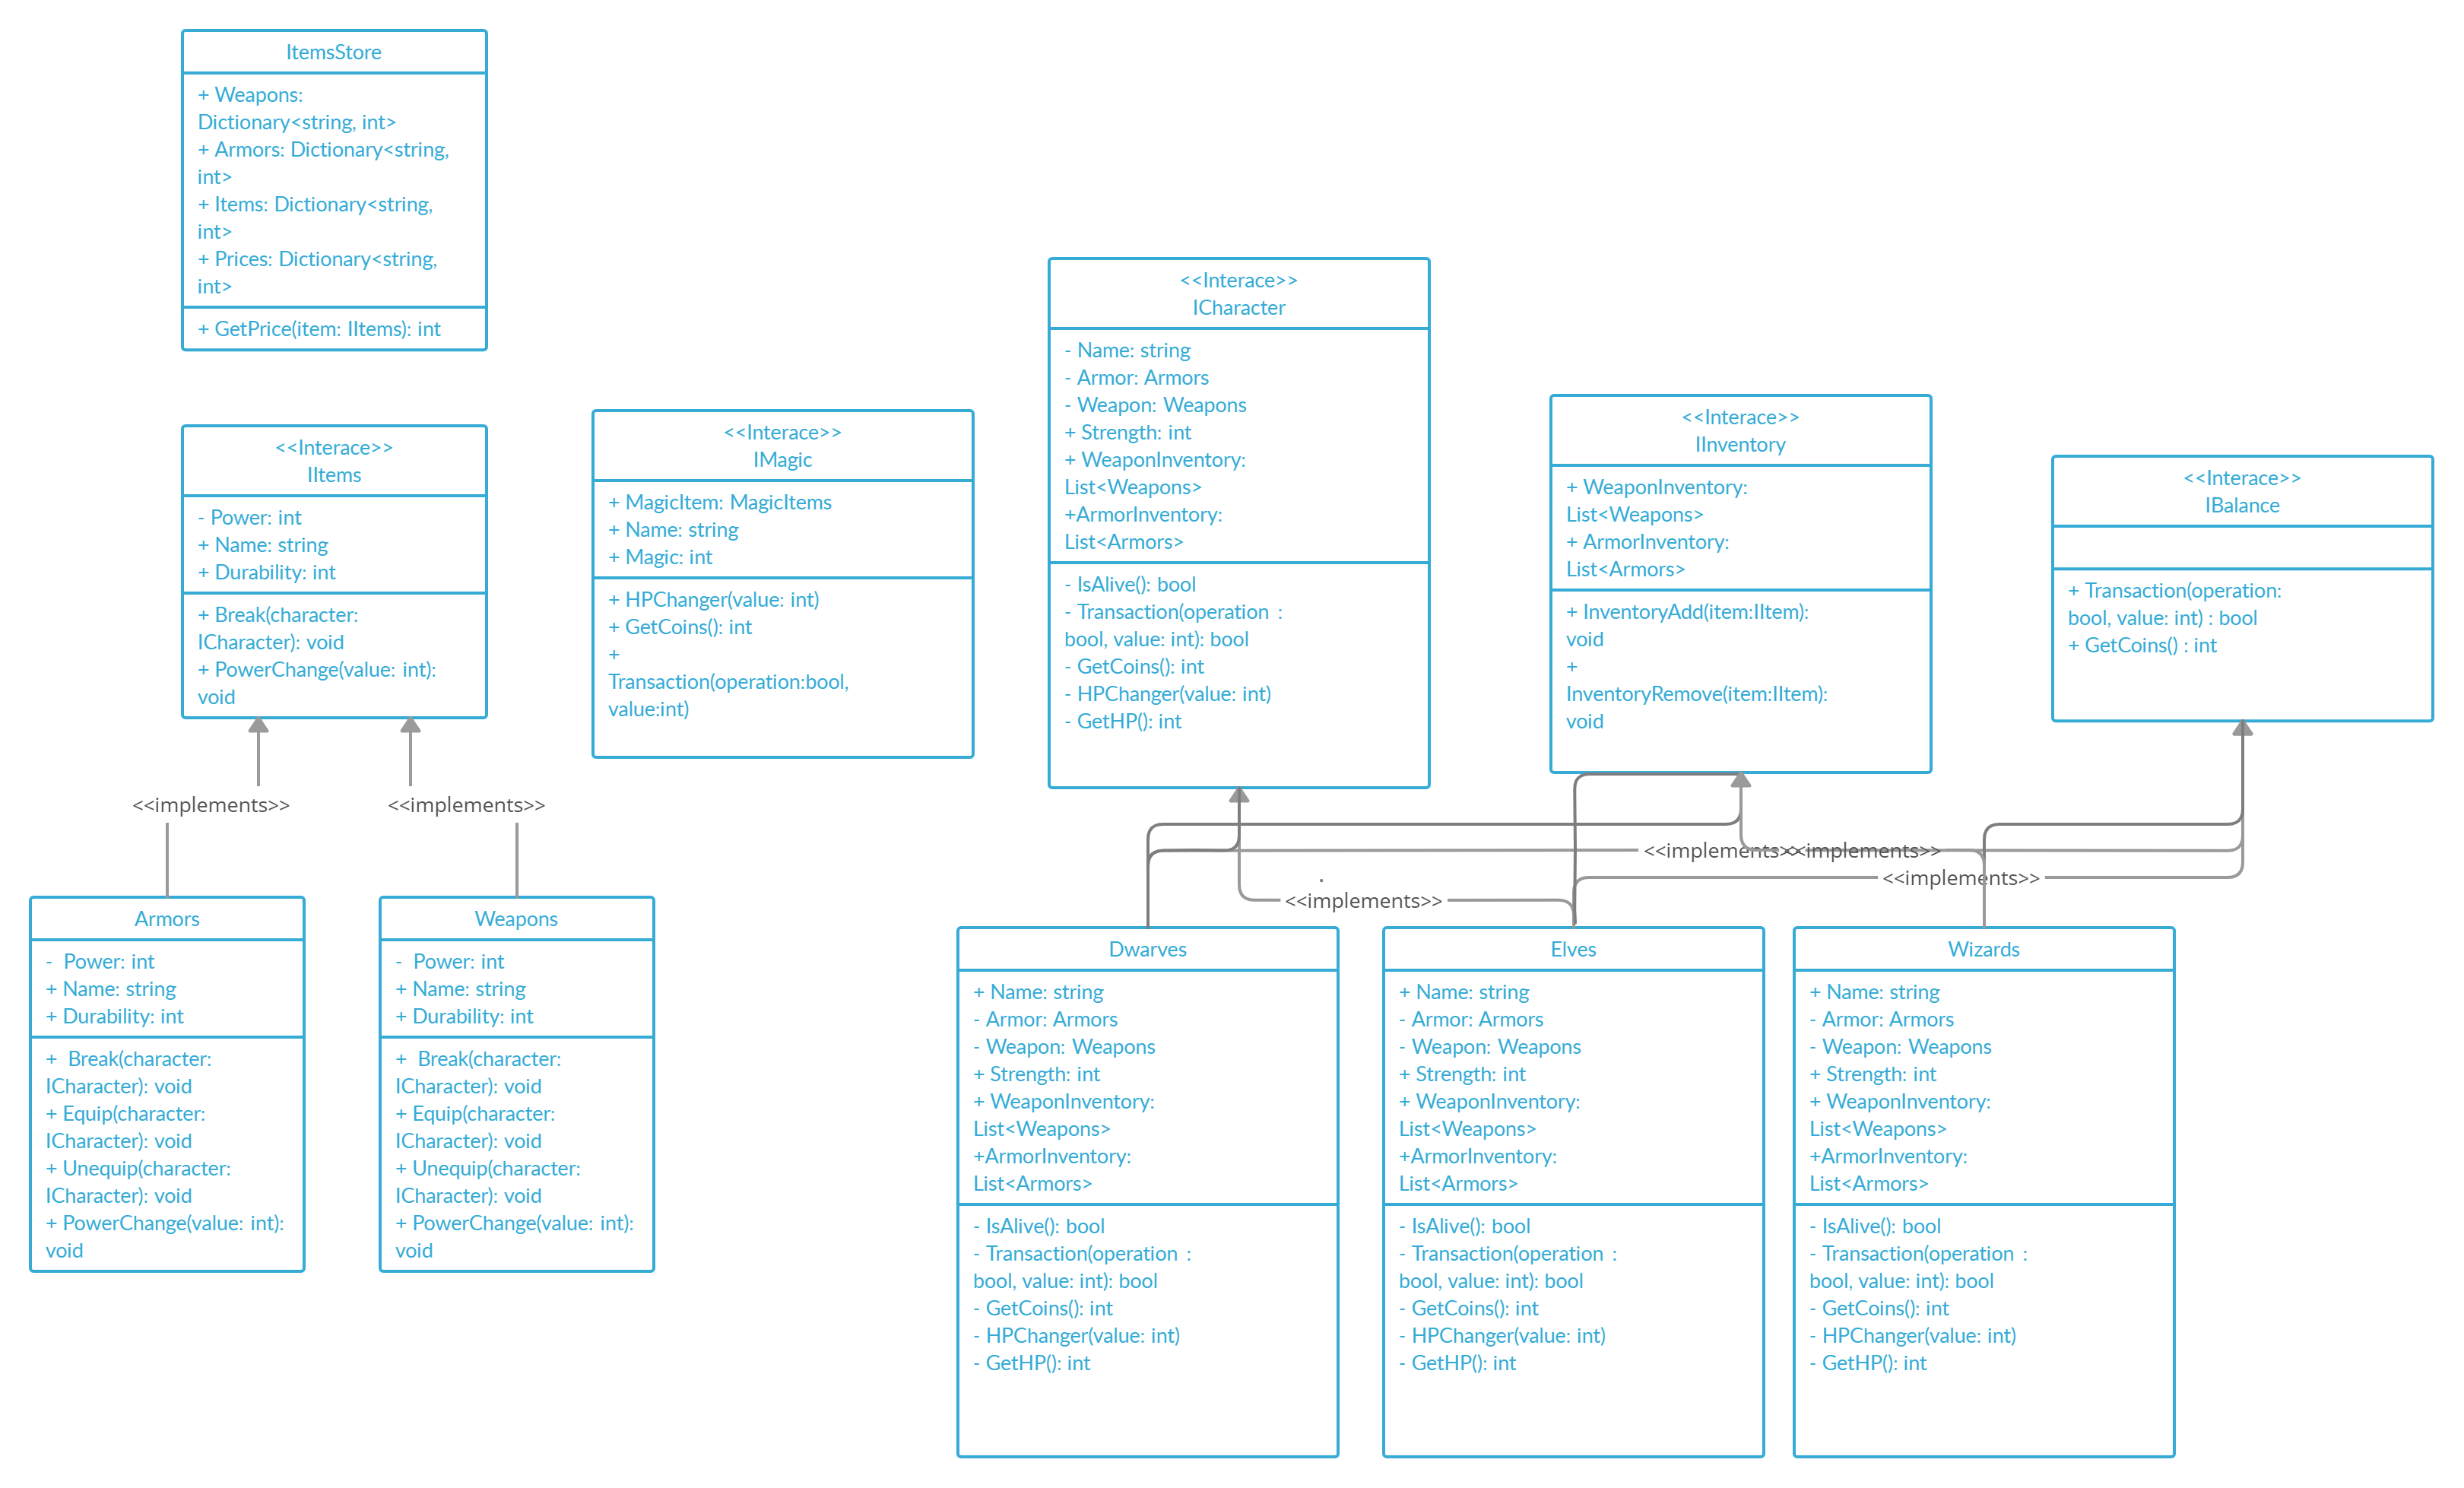 ItemsStore
+ Weapons:
Dictionary<string, int>
+ Armors: Dictionary<string,
int>
+ Items: Dictionary<string,
int>
+ Prices: Dictionary<string,
int>
+ GetPrice(item: IItems): int
<<Interace>>
IItems
- Power: int
+ Name: string
+ Durability: int
+ Break(character:
ICharacter): void
+ PowerChange(value: int):
void
<<Interace>>
IMagic
+ MagicItem: MagicItems
+ Name: string
+ Magic: int
+ HPChanger(value: int)
+ GetCoins(): int
+
Transaction(operation:bool,
value:int)
<<Interace>>
ICharacter
- Name: string
- Armor: Armors
- Weapon: Weapons
+ Strength: int
+ WeaponInventory:
List<Weapons>
+ArmorInventory:
List<Armors>
- IsAlive(): bool
- Transaction(operation :
bool, value: int): bool
- GetCoins(): int
- HPChanger(value: int)
- GetHP(): int
<<Interace>>
IInventory
+ WeaponInventory:
List<Weapons>
+ ArmorInventory:
List<Armors>
+ InventoryAdd(item:IItem):
void
+
InventoryRemove(item:IItem):
void
<<Interace>>
IBalance
+ Transaction(operation:
bool, value: int) : bool
+ GetCoins() : int
<<implements>>
<<implements>>
<<implements>>
<<implements>>
<<implements>>
<<implements>>
Armors
- Power: int
+ Name: string
+ Durability: int
+ Break(character:
ICharacter): void
+ Equip(character:
ICharacter): void
+ Unequip(character:
ICharacter): void
+ PowerChange(value: int):
void
Weapons
- Power: int
+ Name: string
+ Durability: int
+ Break(character:
ICharacter): void
+ Equip(character:
ICharacter): void
+ Unequip(character:
ICharacter): void
+ PowerChange(value: int):
void
Dwarves
+ Name: string
- Armor: Armors
- Weapon: Weapons
+ Strength: int
+ WeaponInventory:
List<Weapons>
+ArmorInventory:
List<Armors>
- IsAlive(): bool
- Transaction(operation :
bool, value: int): bool
- GetCoins(): int
- HPChanger(value: int)
- GetHP(): int
Elves
+ Name: string
- Armor: Armors
- Weapon: Weapons
+ Strength: int
+ WeaponInventory:
List<Weapons>
+ArmorInventory:
List<Armors>
- IsAlive(): bool
- Transaction(operation :
bool, value: int): bool
- GetCoins(): int
- HPChanger(value: int)
- GetHP(): int
Wizards
+ Name: string
- Armor: Armors
- Weapon: Weapons
+ Strength: int
+ WeaponInventory:
List<Weapons>
+ArmorInventory:
List<Armors>
- IsAlive(): bool
- Transaction(operation :
bool, value: int): bool
- GetCoins(): int
- HPChanger(value: int)
- GetHP(): int